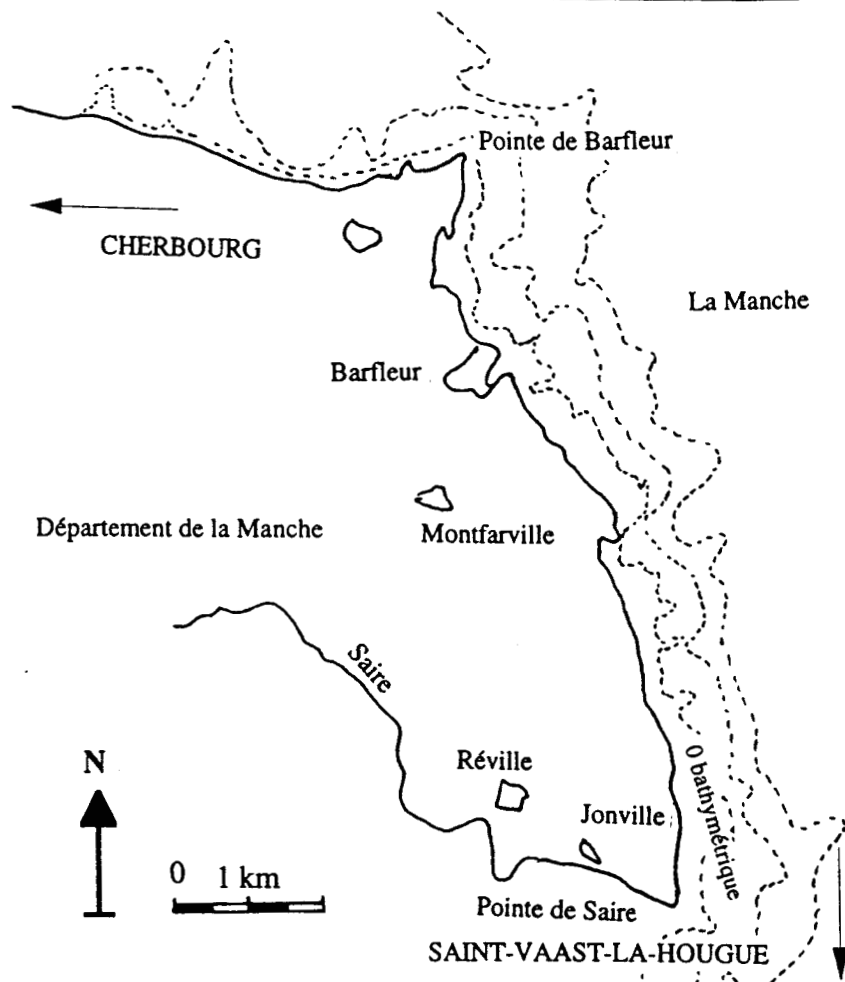 Pointe de Barfleur
CHERBOURG
La Manche
Barfleur
Département de la Manche
Montfarville
Saire
N
Réville
0 bathymétrique
Jonville
0 1 km
Pointe de Saire
SAINT-VAAST-LA-HOUGUE